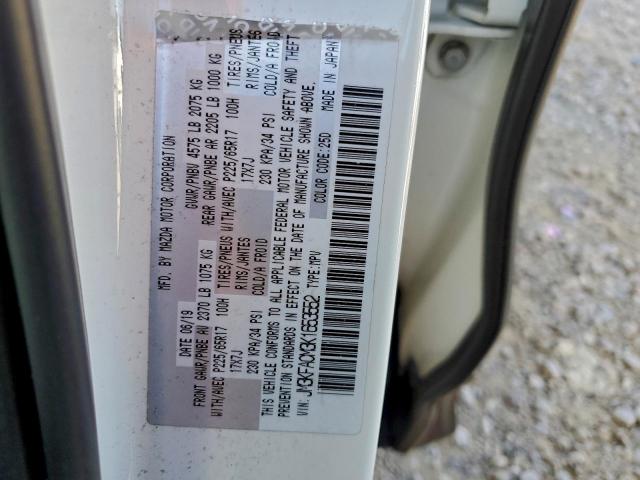 MFD. BY MAZDA MOTOR CORPORATION
DATE 06/19 GVWR/PNBV 4575 LB 2075 KG
FRONT GAWR/PNBE AV 2370 LB 1075 KG REAR GAWR/PNBE AR 2205 LB 1000 KG
WITH/AVEC P225/65R17 100H TIRES/PNEUS WITH/AVEC P225/65R17 100H TIRES/PNEUS
17X7J RIMS/JANTES 17X7J RIMS/JANTES
230 KPA/34 PSI COLD/A FROID 230 KPA/34 PSI COLD/A FROID
THIS VEHICLE CONFORMS TO ALL APPLICABLE FEDERAL MOTOR VEHICLE SAFETY AND THEFT
PREVENTION STANDARDS IN EFFECT ON THE DATE OF MANUFACTURE SHOWN ABOVE.
TYPE:MPV COLOR CODE:25D MADE IN JAPAN